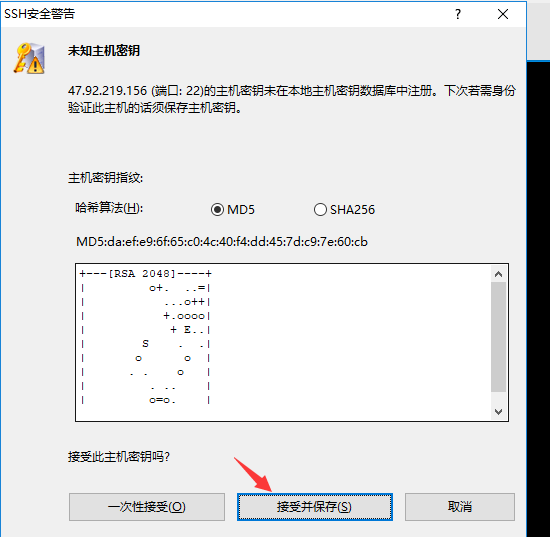 SSH安全警告
未知主机密钥
47.92.219.156 (端口: 22)的主机密钥未在本地主机密钥数据库中注册。下次若需身份
验证此主机的话须保存主机密钥。
主机密钥指纹:
哈希算法(H): MD5 SHA256
MD5:da:ef:e9:6f:65:c0:4c:40:f4:dd:45:7d:c9:7e:60:cb
+---[RSA 2048]----+
|         o+.  ..=|
|           ...o++|
|           +.oooo|
|            + E..|
|        S    .  .|
|       o      o  |
|      . .    o   |
|         . ..    |
|         o=o.    |
接受此主机密钥吗?
一次性接受(O) 接受并保存(S) 取消